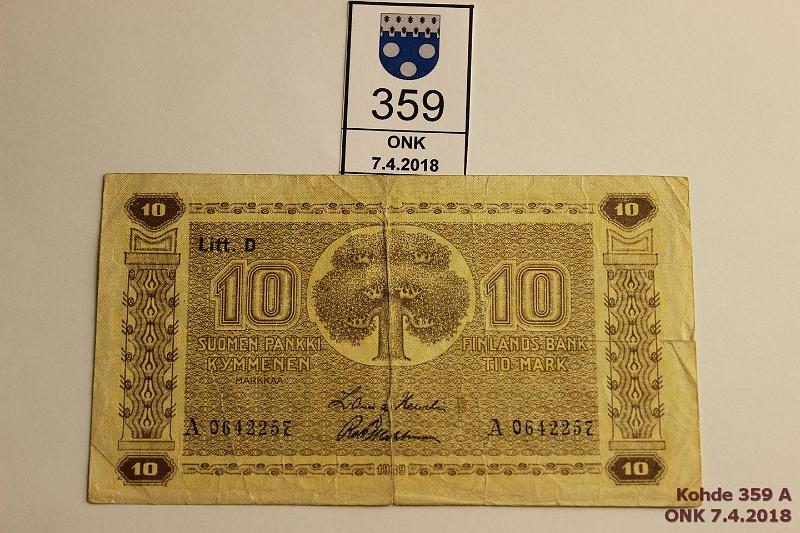 359
ONK
7.4.2018
10 10
Litt. D
10 10
SUOMEN PANKKI FINLANDS BANK
KYMMENEN TIO MARK
MARKKAA
A 0642257 A 0642257
10 1939 10
Kohde 359 A
ONK 7.4.2018